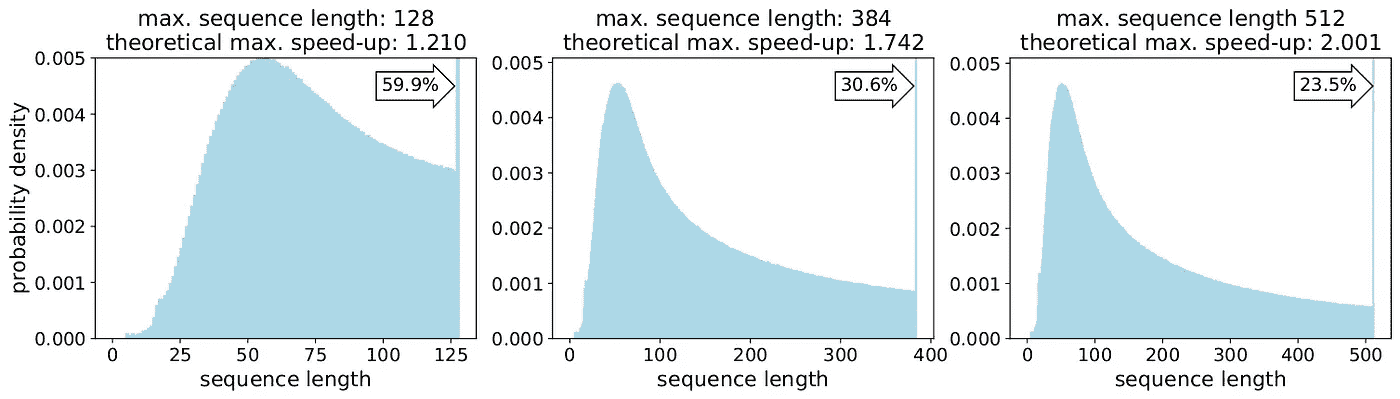 max. sequence length: 128
theoretical max. speed-up: 1.210
probability density
0.005
0.004
0.003
0.002
0.001
0.000
59.9%
0 25 50 75 100 125
sequence length
max. sequence length: 384
theoretical max. speed-up: 1.742
0.005
0.004
0.003
0.002
0.001
0.000
30.6%
0 100 200 300 400
sequence length
max. sequence length 512
theoretical max. speed-up: 2.001
0.005
0.004
0.003
0.002
0.001
0.000
23.5%
0 100 200 300 400 500
sequence length